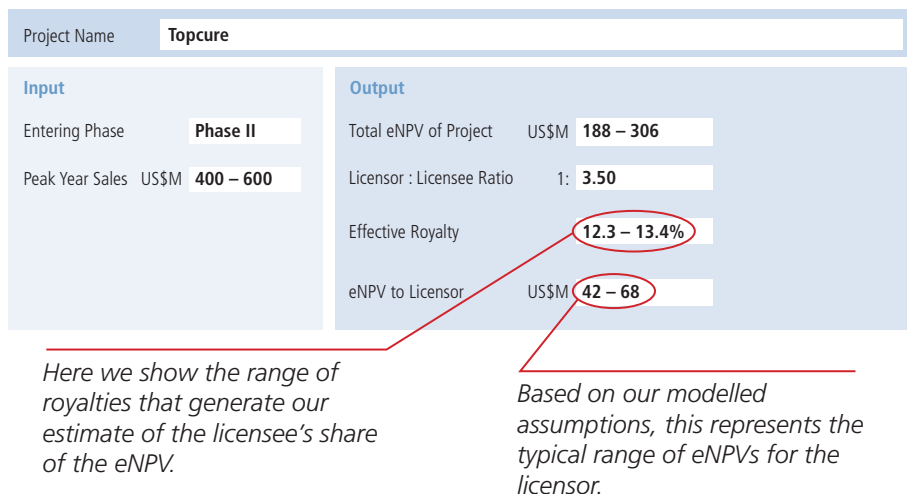 Project Name Topcure
Input
Entering Phase Phase II
Peak Year Sales US$M 400 – 600
Output
Total eNPV of Project US$M 188 – 306
Licensor : Licensee Ratio 1: 3.50
Effective Royalty 12.3 – 13.4%
eNPV to Licensor US$M 42 – 68
Here we show the range of
royalties that generate our
estimate of the licensee’s share
of the eNPV.
Based on our modelled
assumptions, this represents the
typical range of eNPVs for the
licensor.